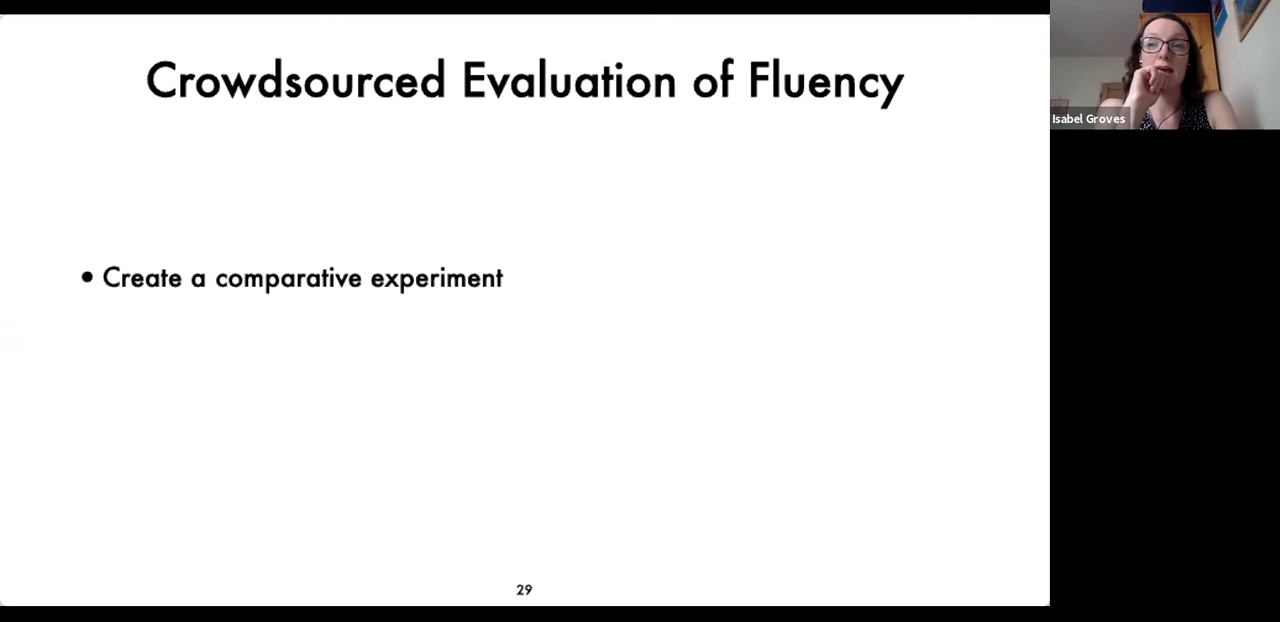 Crowdsourced Evaluation of Fluency
Isabel Groves
• Create a comparative experiment
29